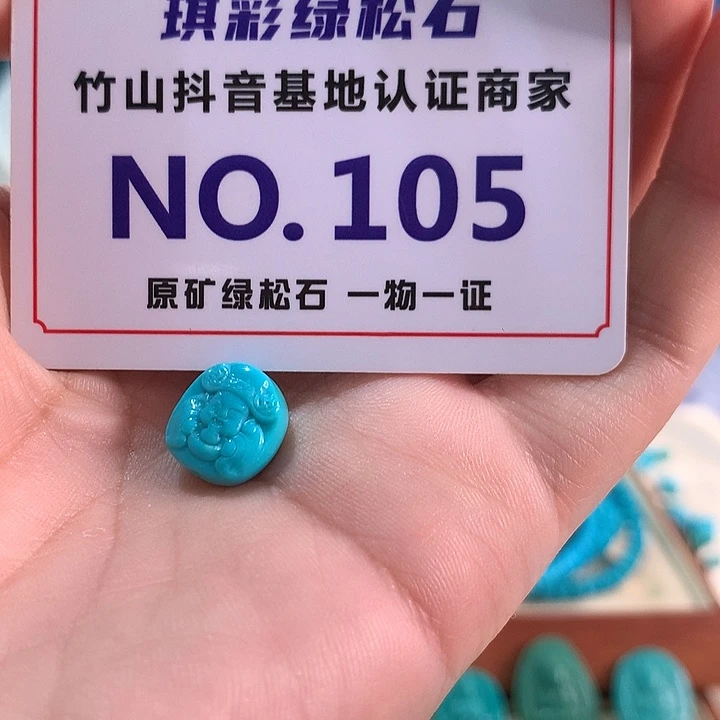 琪彩绿松石
竹山抖音基地认证商家
NO.105
原矿绿松石 一物一证